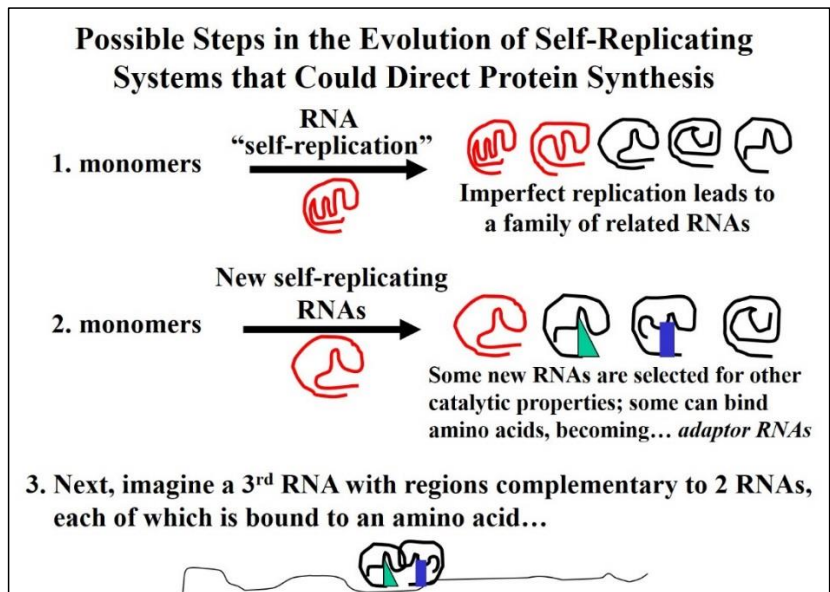 Possible Steps in the Evolution of Self-Replicating
Systems that Could Direct Protein Synthesis
RNA
“self-replication”
1. monomers
Imperfect replication leads to
a family of related RNAs
New self-replicating
RNAs
2. monomers
Some new RNAs are selected for other
catalytic properties; some can bind
amino acids, becoming… adaptor RNAs
3. Next, imagine a 3rd RNA with regions complementary to 2 RNAs,
each of which is bound to an amino acid…